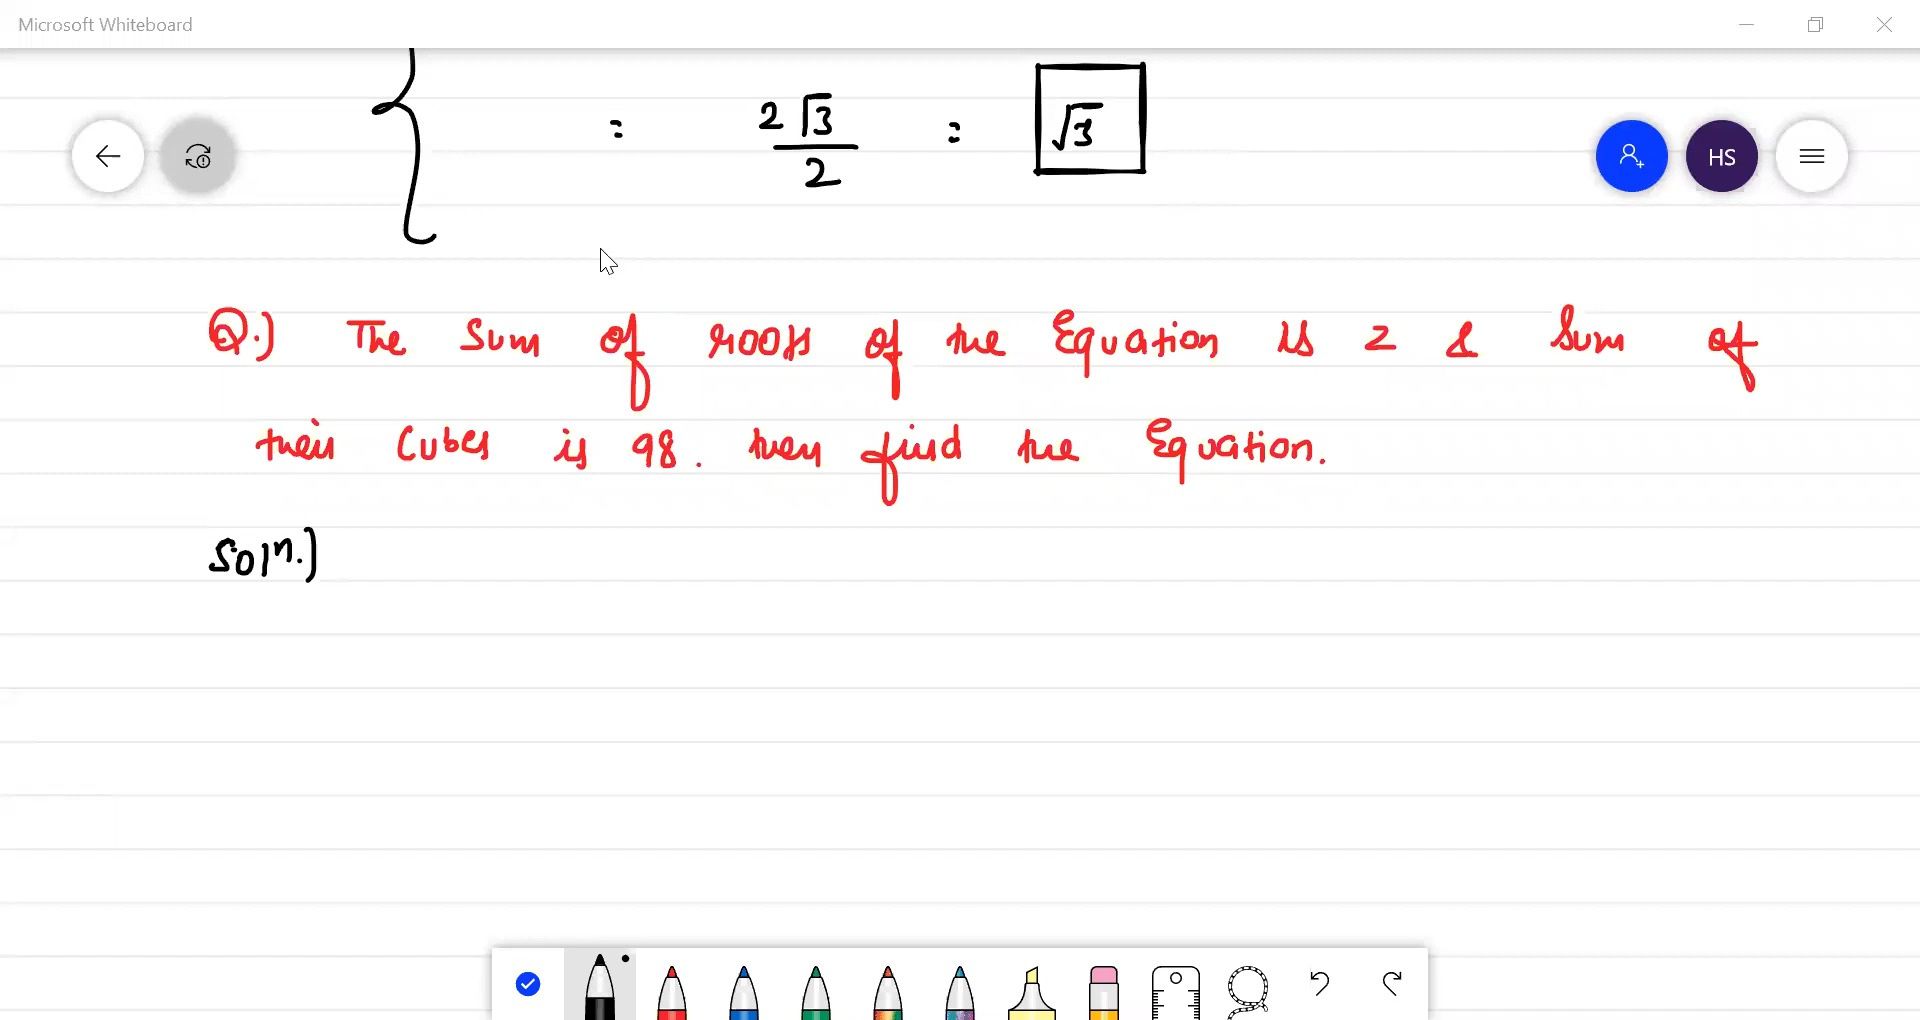 Microsoft Whiteboard
= 2√3/2 = √3
HS
Q.) The Sum of roots of the Equation is 2 & Sum of
their Cubes is 98. then find the Equation.
Solⁿ.)